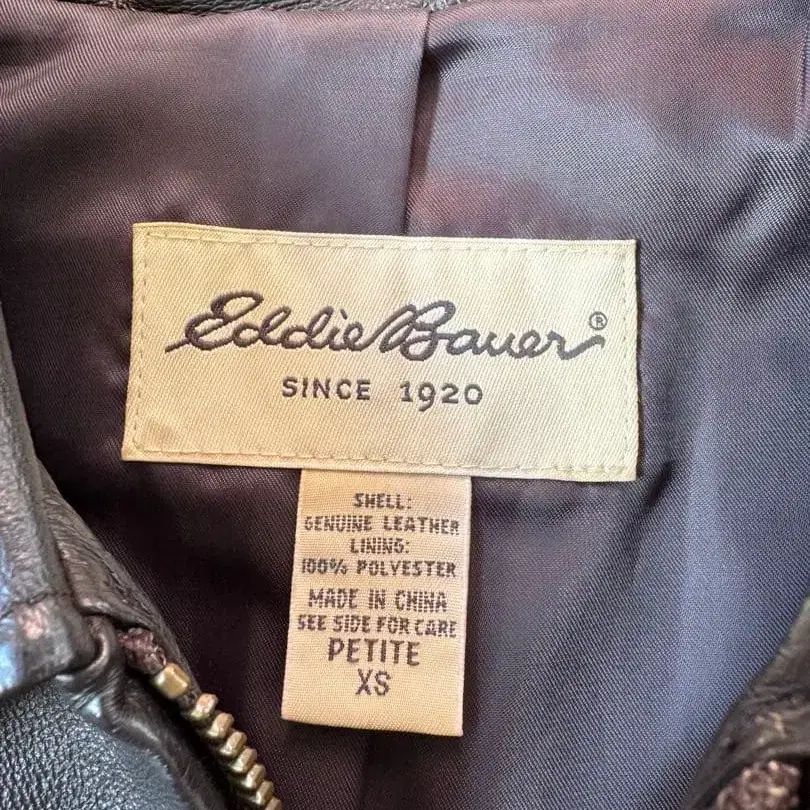 Eddie Bauer®
SINCE 1920
SHELL:
GENUINE LEATHER
LINING:
100% POLYESTER
MADE IN CHINA
SEE SIDE FOR CARE
PETITE
XS